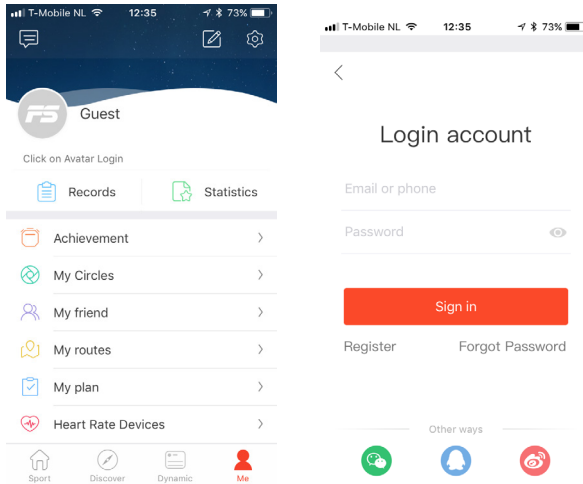 T-Mobile NL 12:35 73%
FS
Guest
Click on Avatar Login
Records Statistics
Achievement
My Circles
My friend
My routes
My plan
Heart Rate Devices
Sport Discover Dynamic Me
T-Mobile NL 12:35 73%
Login account
Email or phone
Password
Sign in
Register Forgot Password
Other ways